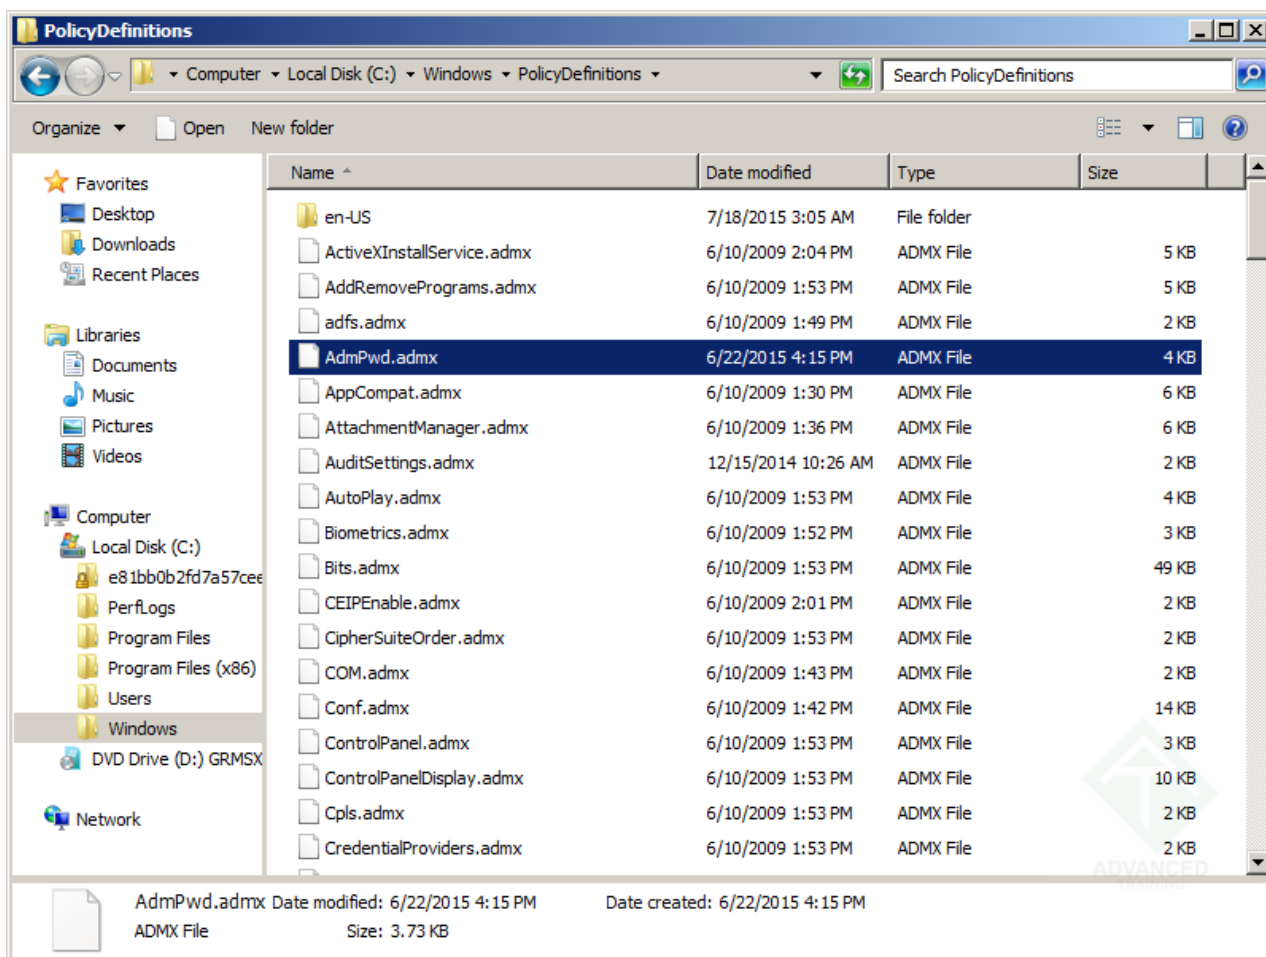 PolicyDefinitions
Computer Local Disk (C:) Windows PolicyDefinitions Search PolicyDefinitions
Organize Open New folder
Name Date modified Type Size
Favorites
Desktop
Downloads
Recent Places
Libraries
Documents
Music
Pictures
Videos
Computer
Local Disk (C:)
e81bb0b2fd7a57cee
PerfLogs
Program Files
Program Files (x86)
Users
Windows
DVD Drive (D:) GRMSX
Network
en-US 7/18/2015 3:05 AM File folder
ActiveXInstallService.admx 6/10/2009 2:04 PM ADMX File 5 KB
AddRemovePrograms.admx 6/10/2009 1:53 PM ADMX File 5 KB
adfs.admx 6/10/2009 1:49 PM ADMX File 2 KB
AdmPwd.admx 6/22/2015 4:15 PM ADMX File 4 KB
AppCompat.admx 6/10/2009 1:30 PM ADMX File 6 KB
AttachmentManager.admx 6/10/2009 1:36 PM ADMX File 6 KB
AuditSettings.admx 12/15/2014 10:26 AM ADMX File 2 KB
AutoPlay.admx 6/10/2009 1:53 PM ADMX File 4 KB
Biometrics.admx 6/10/2009 1:52 PM ADMX File 3 KB
Bits.admx 6/10/2009 1:53 PM ADMX File 49 KB
CEIPEnable.admx 6/10/2009 2:01 PM ADMX File 2 KB
CipherSuiteOrder.admx 6/10/2009 1:53 PM ADMX File 2 KB
COM.admx 6/10/2009 1:43 PM ADMX File 2 KB
Conf.admx 6/10/2009 1:42 PM ADMX File 14 KB
ControlPanel.admx 6/10/2009 1:53 PM ADMX File 3 KB
ControlPanelDisplay.admx 6/10/2009 1:53 PM ADMX File 10 KB
Cpls.admx 6/10/2009 1:53 PM ADMX File 2 KB
CredentialProviders.admx 6/10/2009 1:53 PM ADMX File 2 KB
ADVANCED
TRAINING
AdmPwd.admx Date modified: 6/22/2015 4:15 PM Date created: 6/22/2015 4:15 PM
ADMX File Size: 3.73 KB